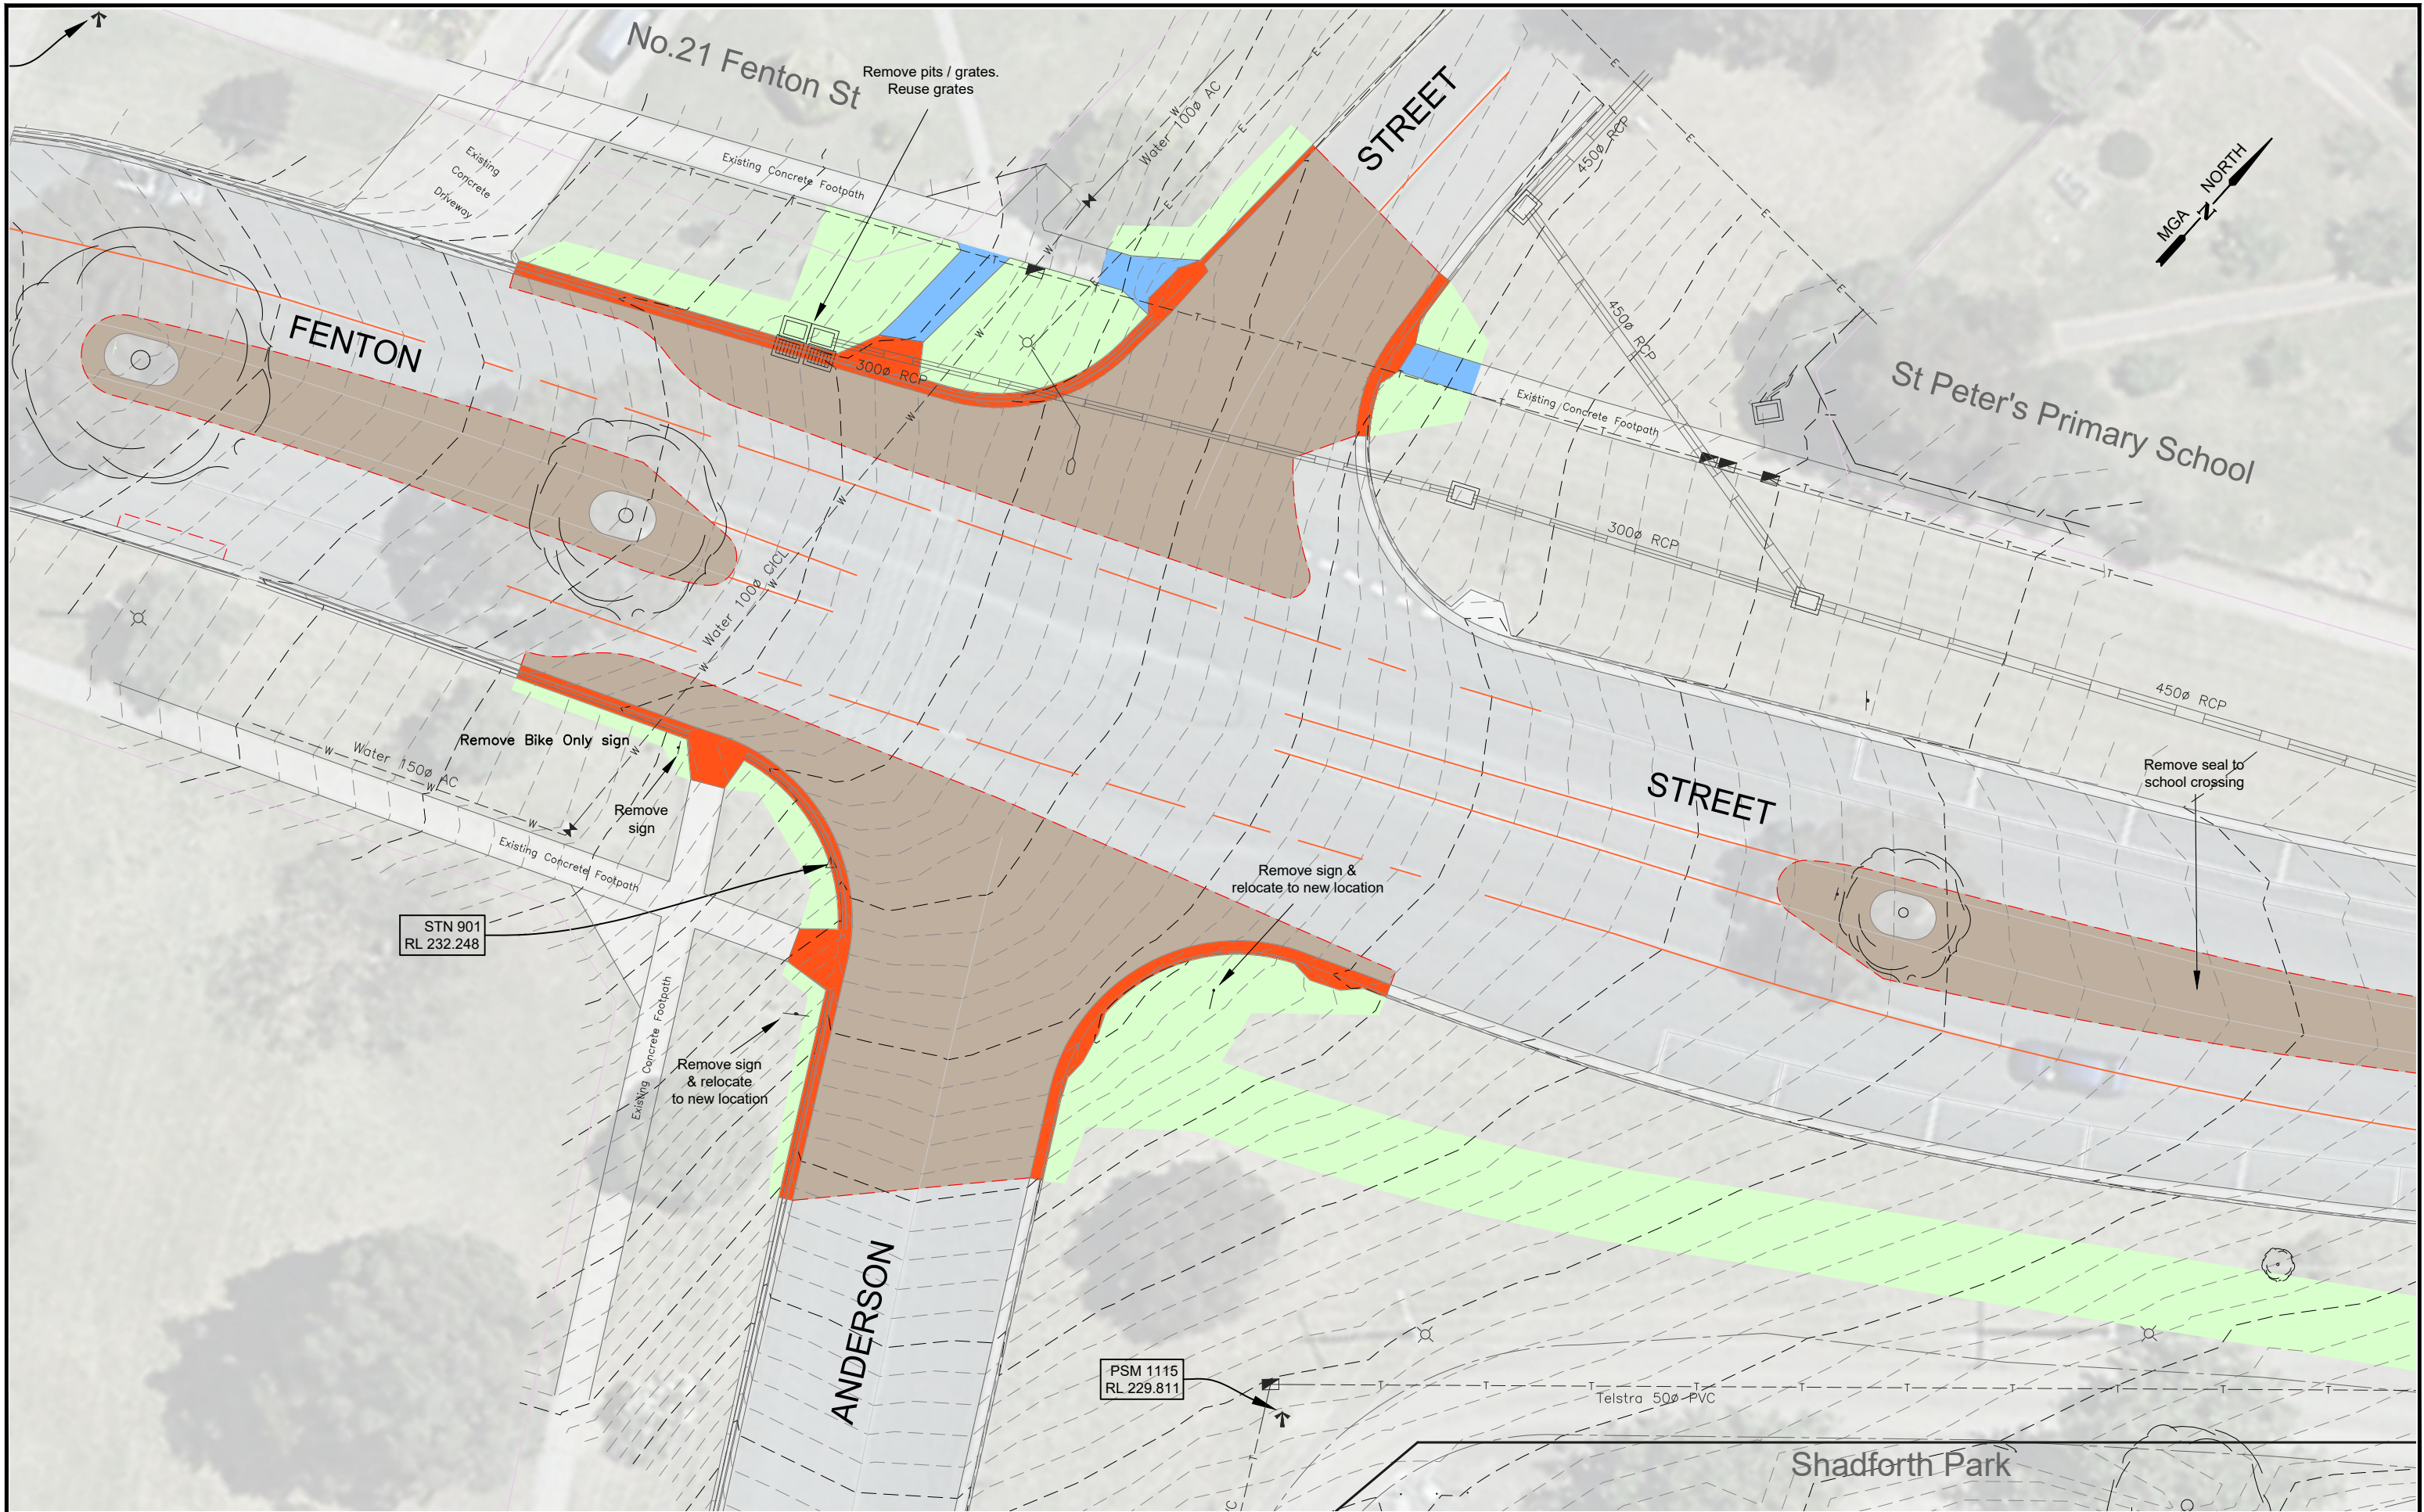 No.21 Fenton St
Remove pits / grates.
Reuse grates
STREET
Water 100ø AC
450ø RCP
MGA
N
NORTH
Existing
Concrete
Driveway
Existing Concrete Footpath
FENTON
300ø RCP
450ø RCP
Existing Concrete Footpath
St Peter's Primary School
300ø RCP
Water 100ø CICL
450ø RCP
Remove Bike Only sign
Water 150ø AC
Remove
sign
Existing Concrete Footpath
STREET
Remove seal to
school crossing
Remove sign &
relocate to new location
STN 901
RL 232.248
Existing Concrete Footpath
Remove sign
& relocate
to new location
ANDERSON
PSM 1115
RL 229.811
Telstra 50ø PVC
Shadforth Park